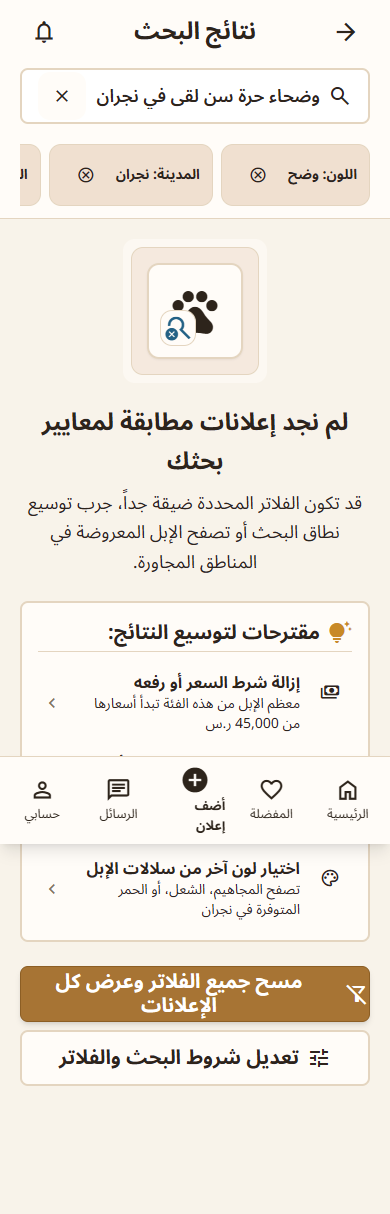 نتائج البحث
وضحاء حرة سن لقى في نجران
اللون: وضح
المدينة: نجران
لم نجد إعلانات مطابقة لمعايير
بحثك
قد تكون الفلاتر المحددة ضيقة جداً، جرب توسيع
نطاق البحث أو تصفح الإبل المعروضة في
المناطق المجاورة.
مقترحات لتوسيع النتائج:
إزالة شرط السعر أو رفعه
معظم الإبل من هذه الفئة تبدأ أسعارها
من 45,000 ر.س
الرئيسية
المفضلة
أضف
إعلان
الرسائل
حسابي
اختيار لون آخر من سلالات الإبل
تصفح المجاهيم، الشعل، أو الحمر
المتوفرة في نجران
مسح جميع الفلاتر وعرض كل
الإعلانات
تعديل شروط البحث والفلاتر